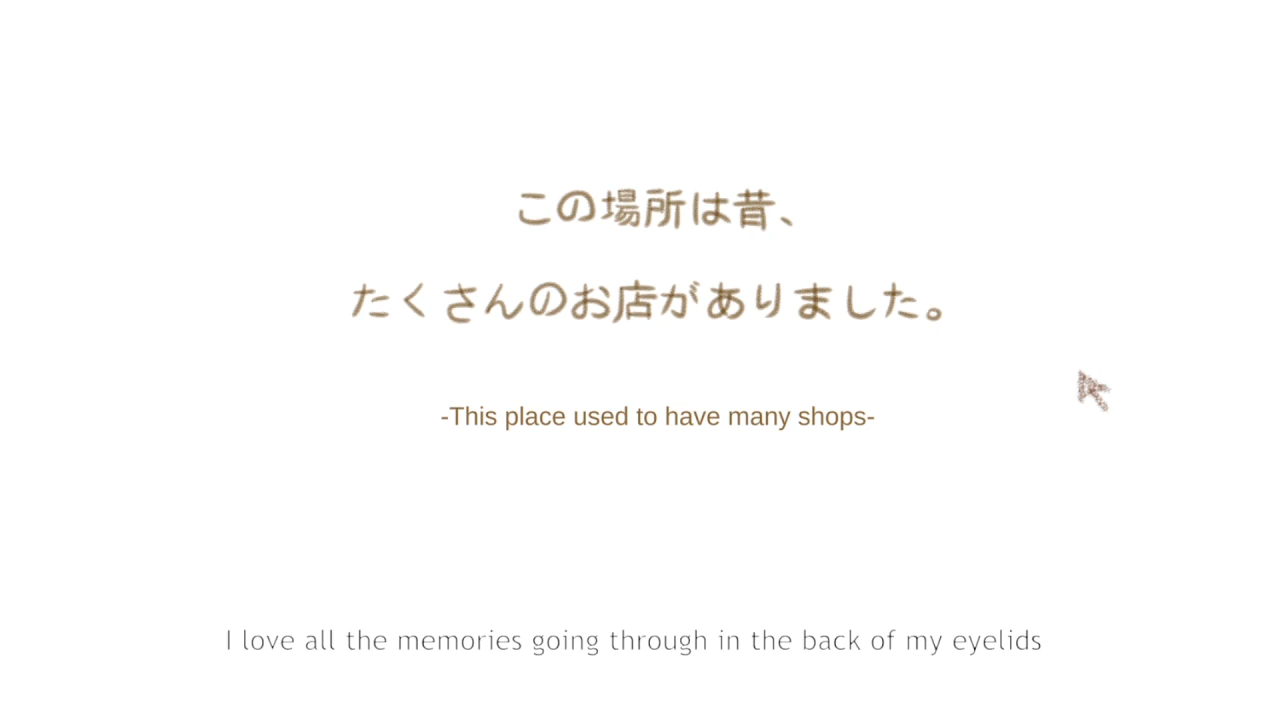 この場所は昔、
たくさんのお店がありました。
-This place used to have many shops-
I love all the memories going through in the back of my eyelids